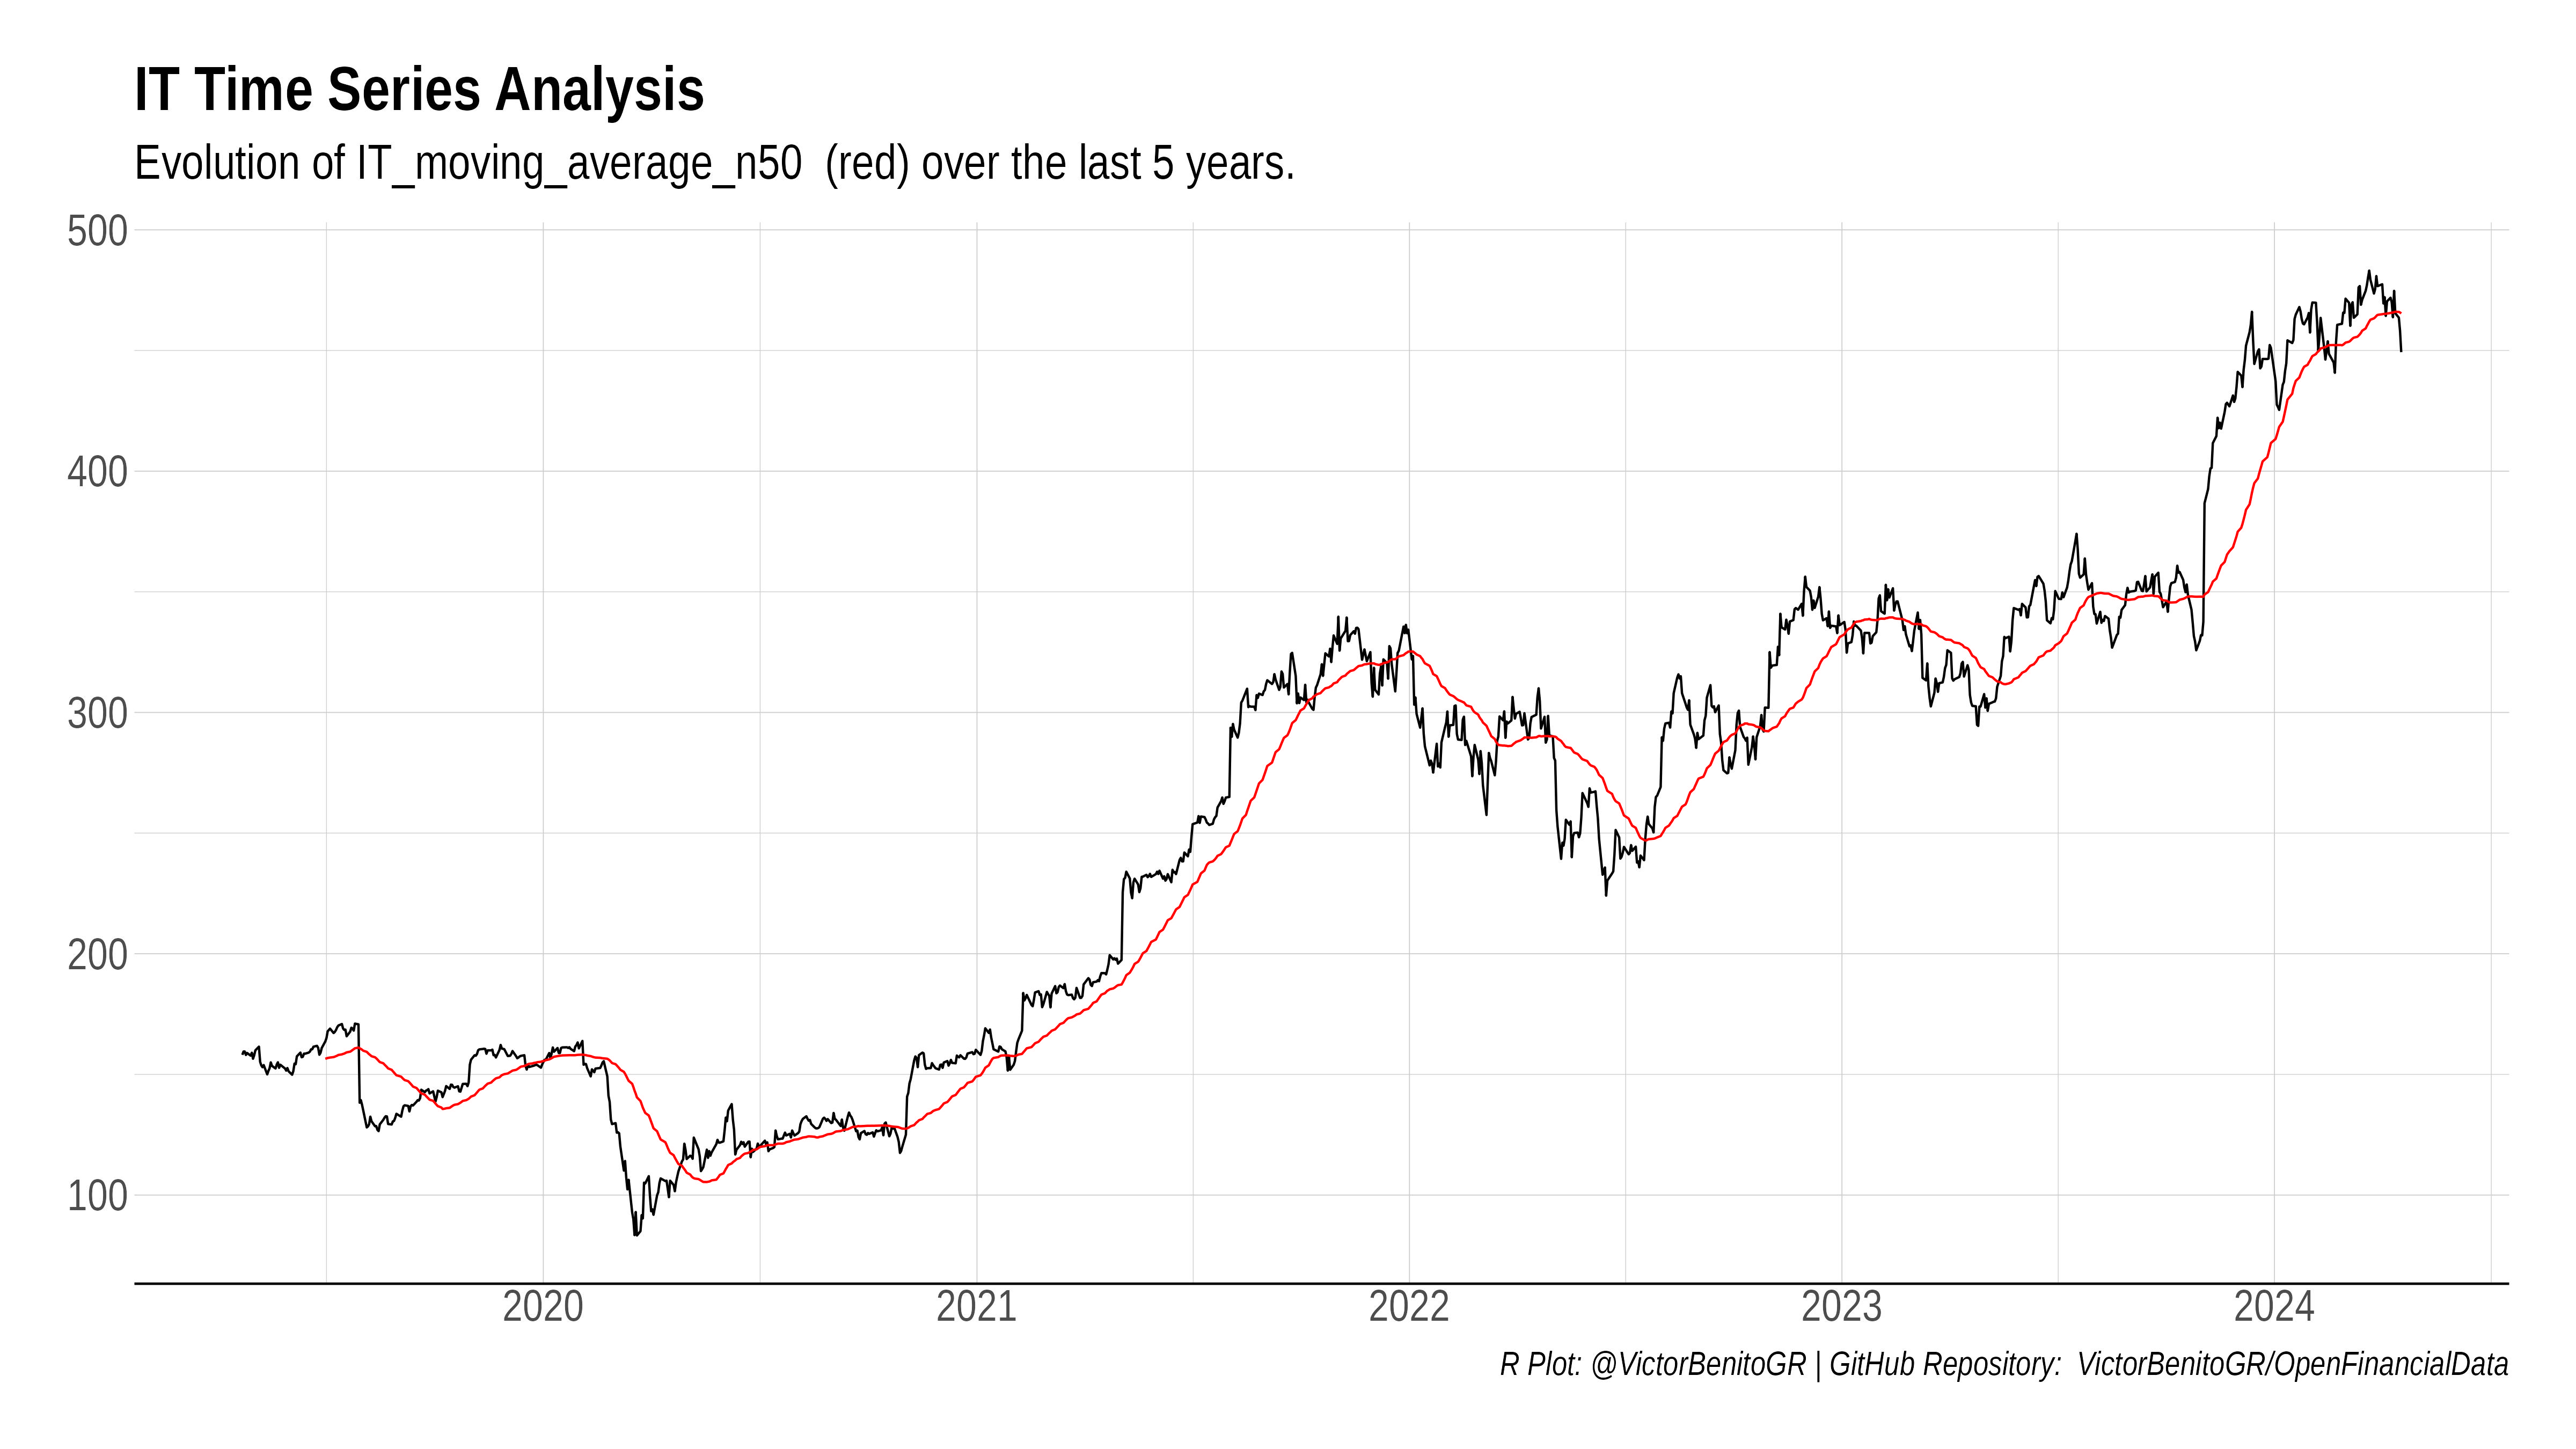 IT Time Series Analysis
Evolution of IT_moving_average_n50  (red) over the last 5 years.
500
400
300
200
100
2020 2021 2022 2023 2024
R Plot: @VictorBenitoGR | GitHub Repository:  VictorBenitoGR/OpenFinancialData